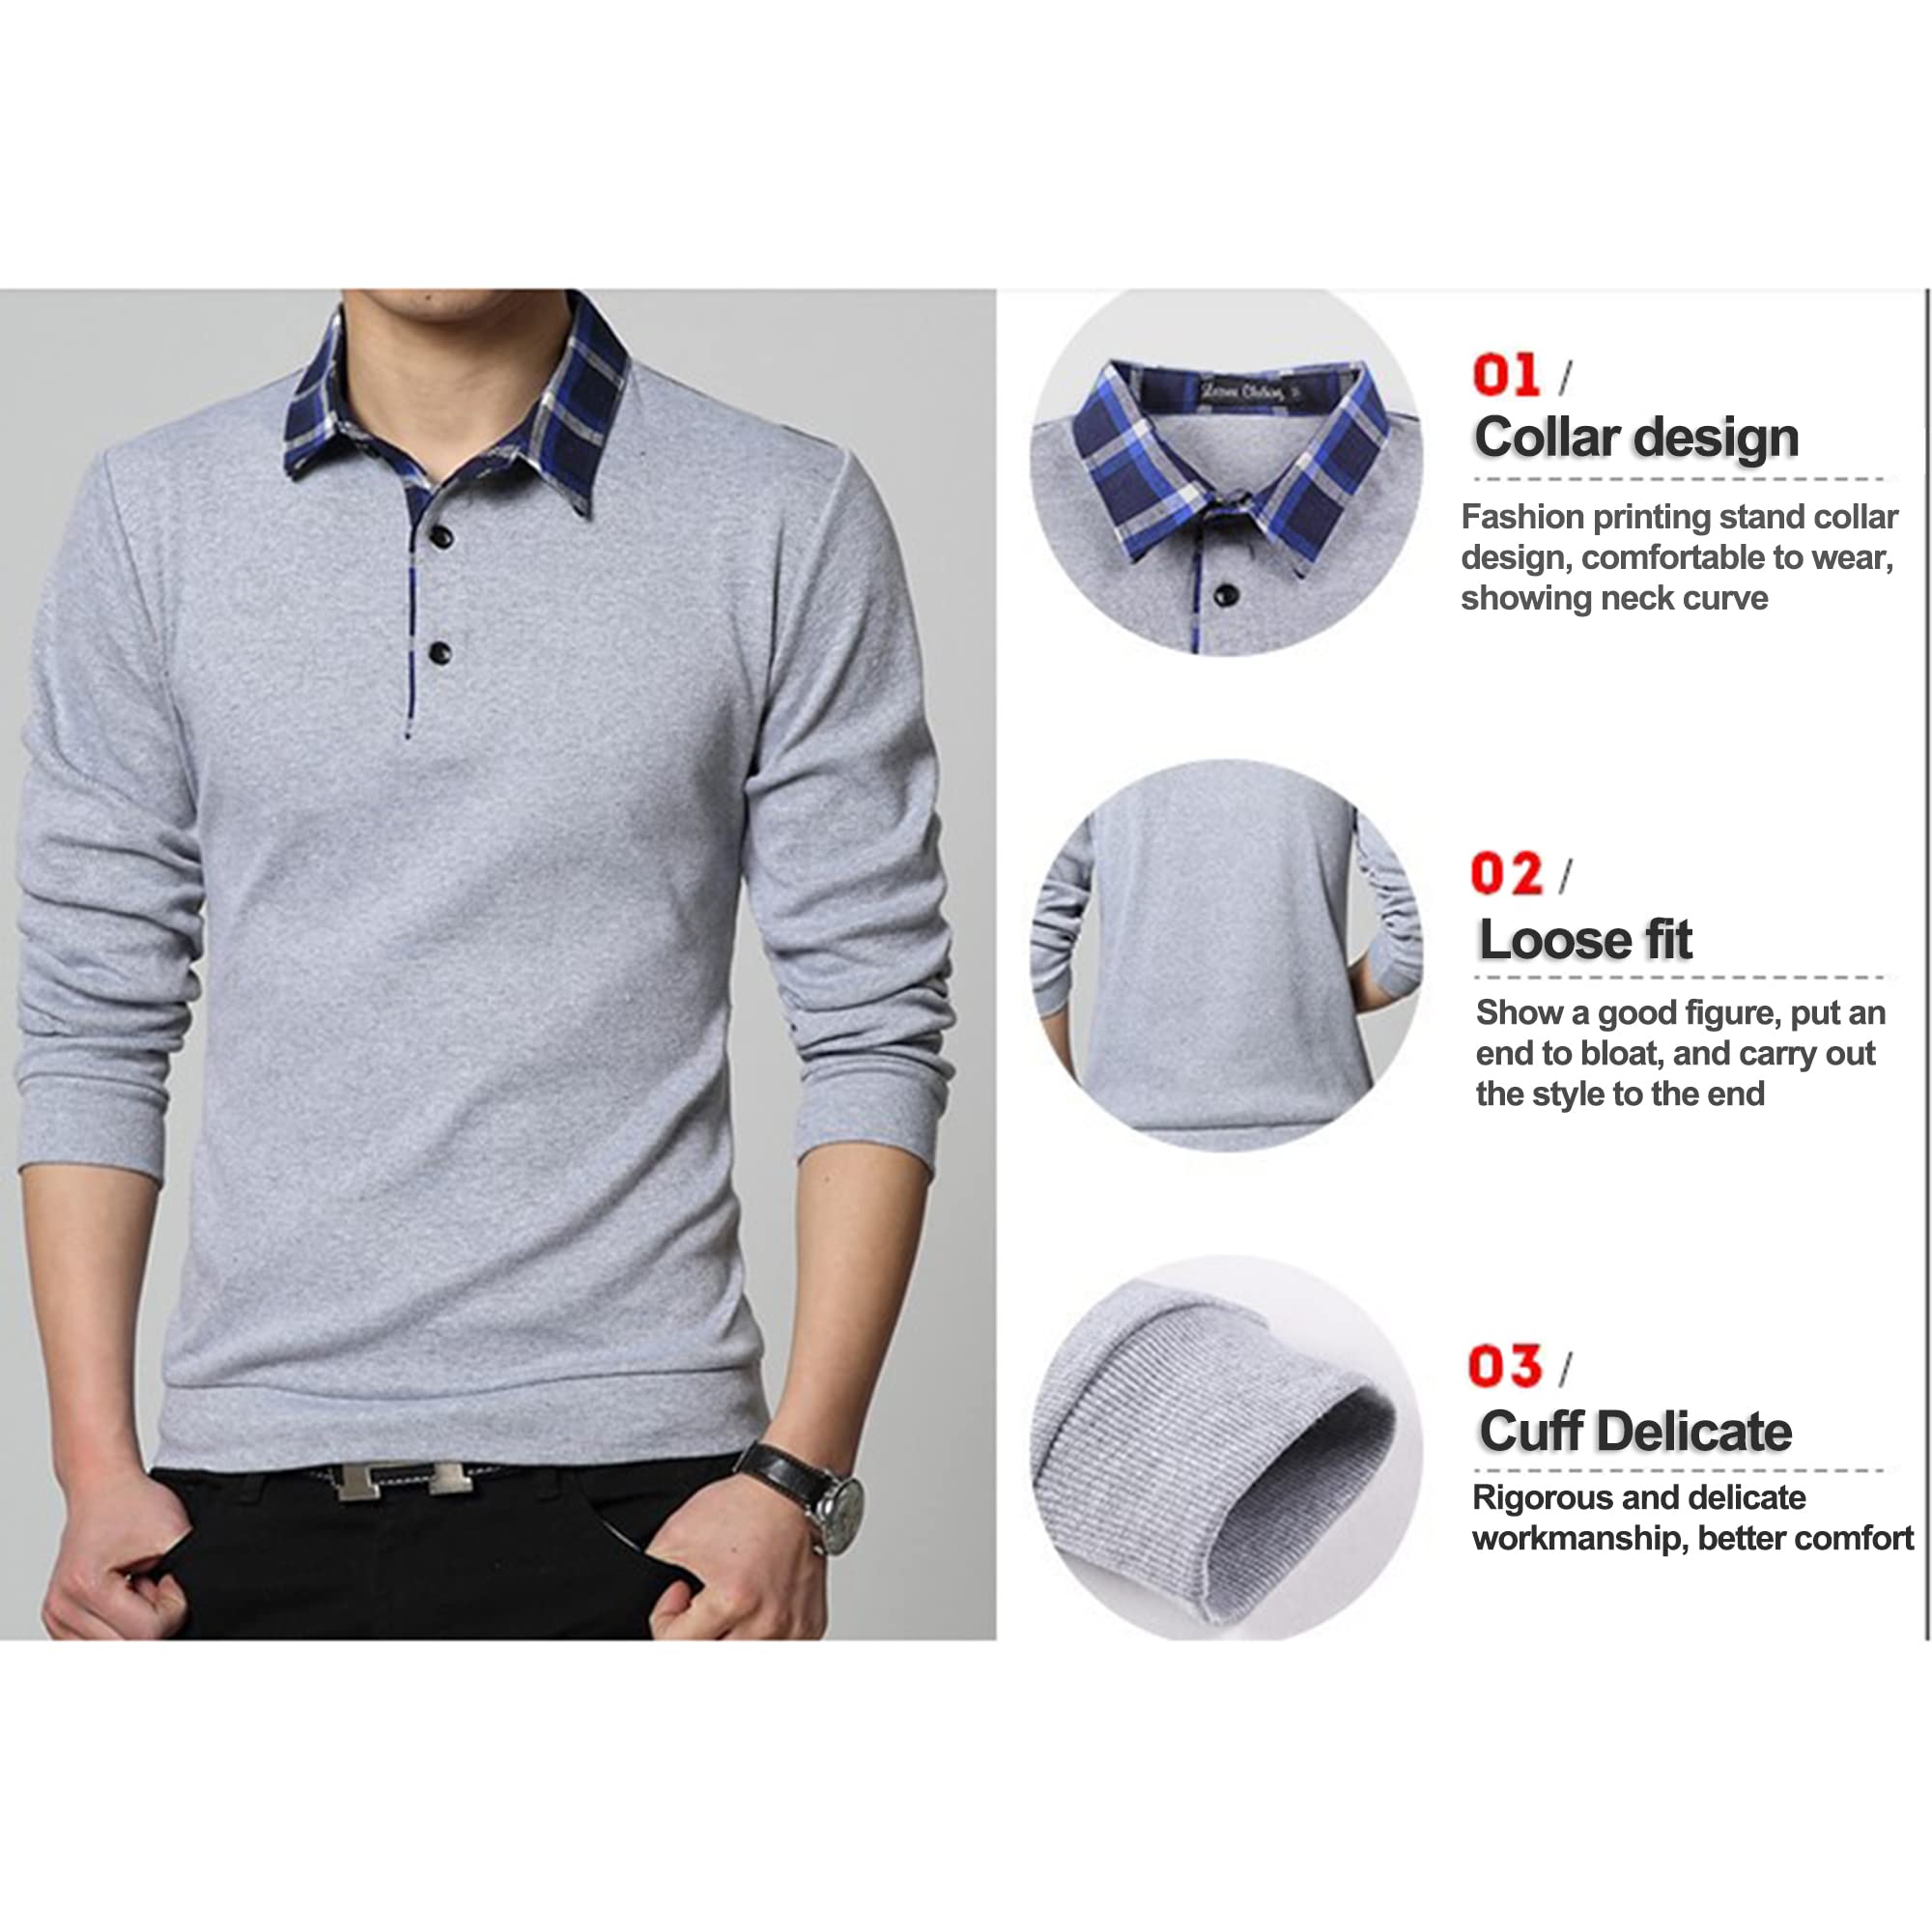 01 /
Collar design
Fashion printing stand collar
design, comfortable to wear,
showing neck curve
02 /
Loose fit
Show a good figure, put an
end to bloat, and carry out
the style to the end
03 /
Cuff Delicate
Rigorous and delicate
workmanship, better comfort